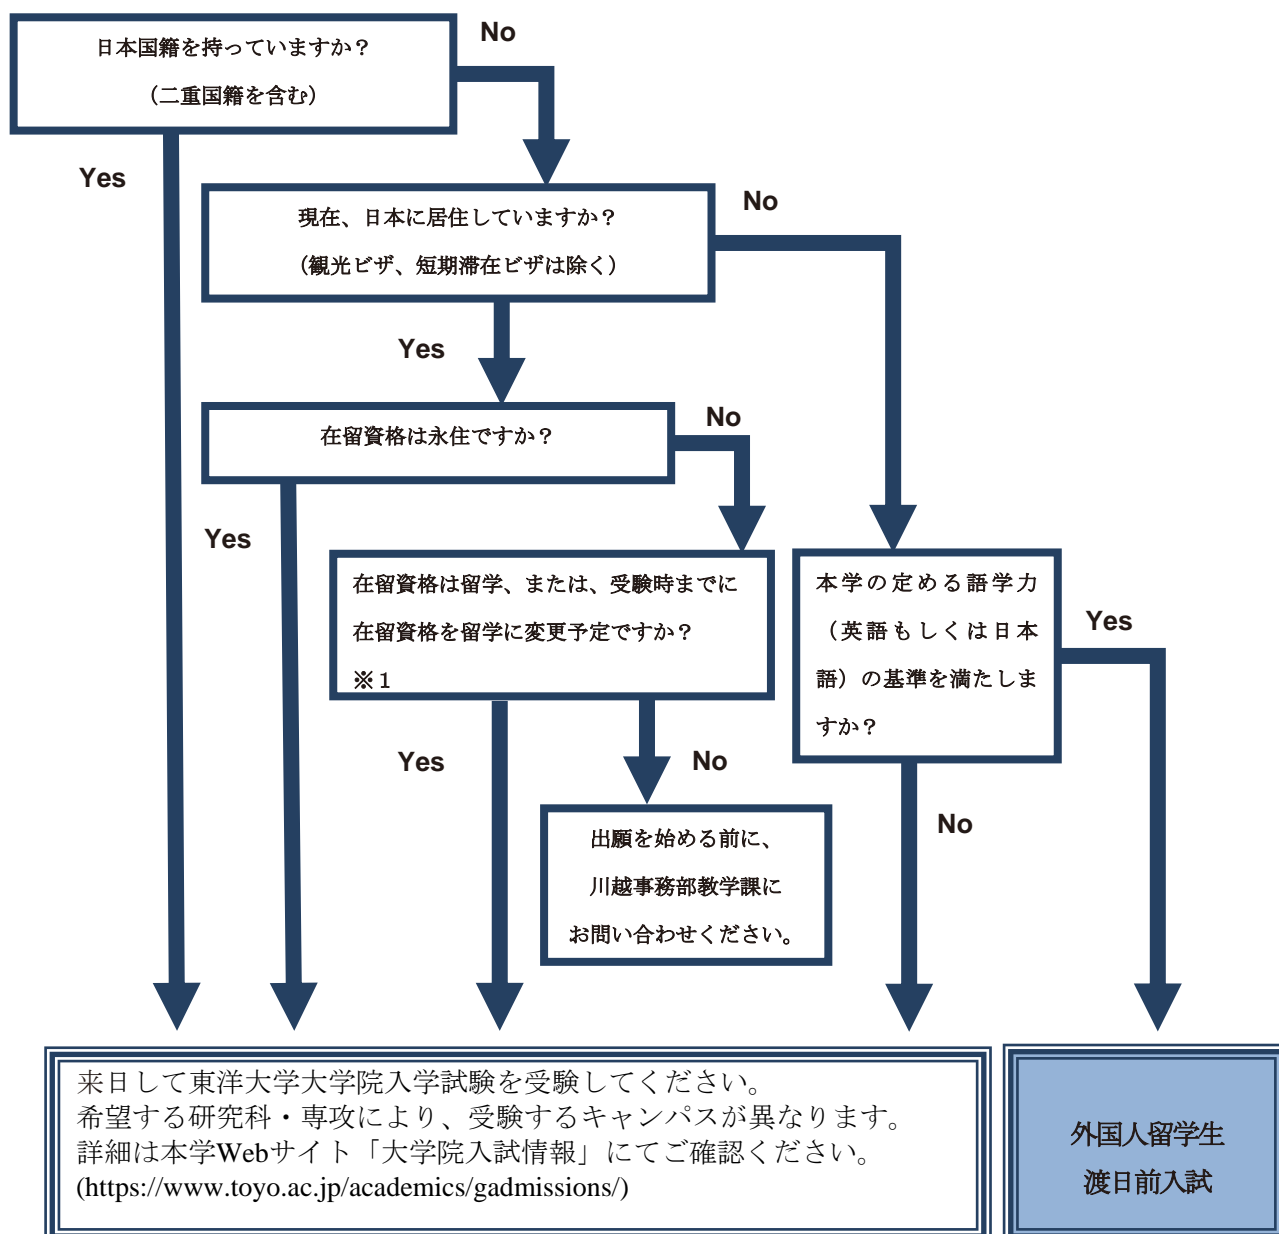 日本国籍を持っていますか？
（二重国籍を含む）
No
Yes
現在、日本に居住していますか？
（観光ビザ、短期滞在ビザは除く）
No
Yes
在留資格は永住ですか？
No
Yes
在留資格は留学、または、受験時までに
在留資格を留学に変更予定ですか？
※１
本学の定める語学力
（英語もしくは日本
語）の基準を満たしま
すか？
Yes
Yes
No
No
出願を始める前に、
川越事務部教学課に
お問い合わせください。
来日して東洋大学大学院入学試験を受験してください。
希望する研究科・専攻により、受験するキャンパスが異なります。
詳細は本学Webサイト「大学院入試情報」にてご確認ください。
(https://www.toyo.ac.jp/academics/gadmissions/)
外国人留学生
渡日前入試